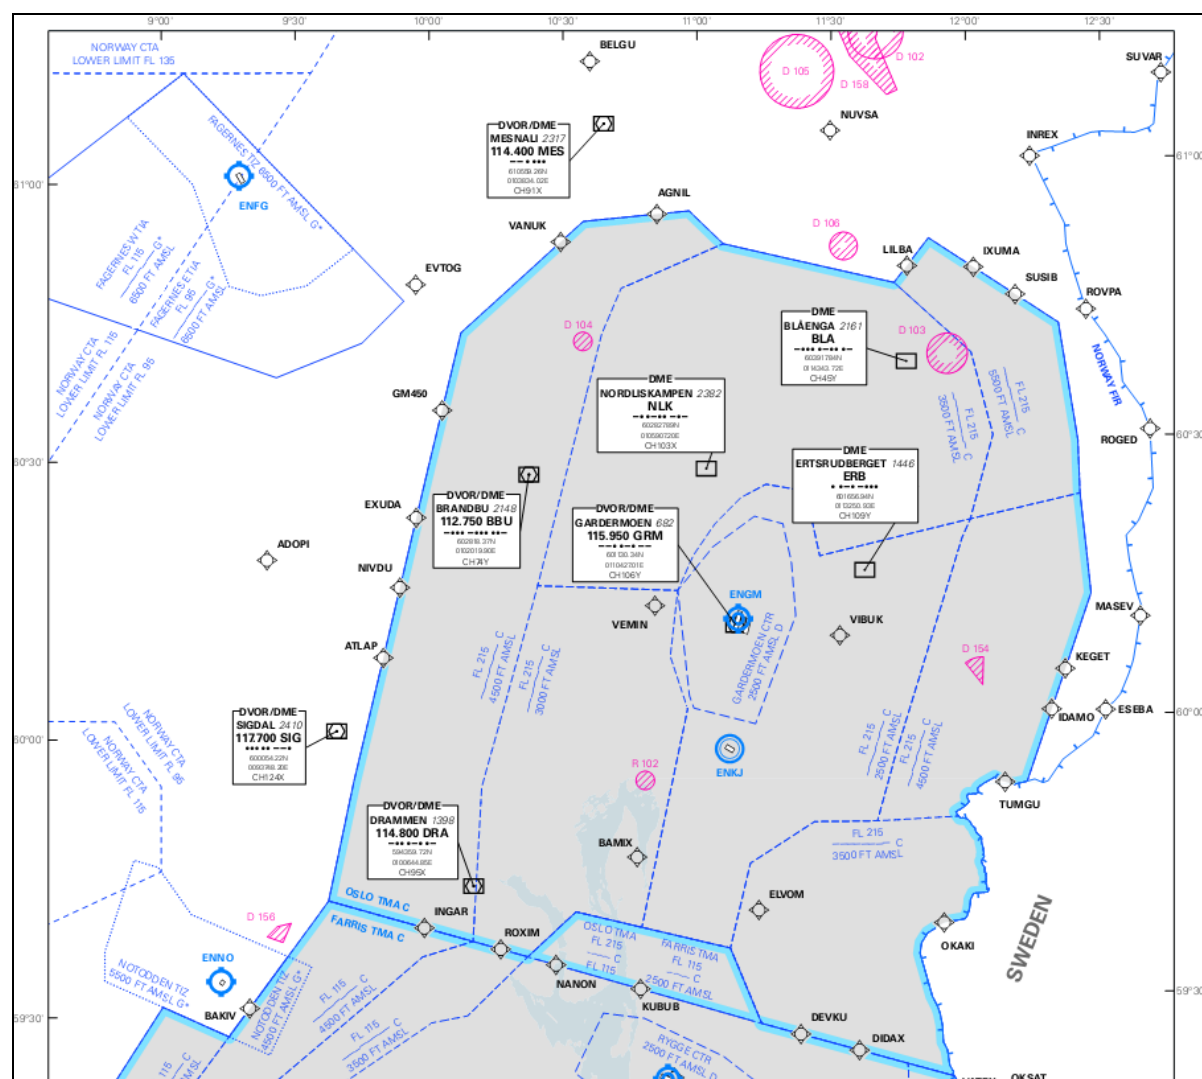 9°00'
9°30'
10°00'
10°30'
11°00'
11°30'
12°00'
12°30'
NORWAY CTA
LOWER LIMIT FL 135
BELGU
D 105
D 102
D 158
SUVAR
NUVSA
INREX
DVOR/DME
MESNALI 2317
114.400 MES
CH91X
61°00'
61°00'
FAGERNES TIZ 6500 FT AMSL G*
ENFG
AGNIL
VANUK
EVTOG
D 106
LILBA
IXUMA
SUSIB
ROVPA
FAGERNES W TIA
FL 115
G*
6500 FT AMSL
FAGERNES E TIA
FL 95
G*
6500 FT AMSL
NORWAY CTA
LOWER LIMIT FL 115
NORWAY CTA
LOWER LIMIT FL 95
D 104
DME
BLÅENGA 2161
BLA
CH45Y
D 103
NORWAY FIR
GM450
DME
NORDLISKAMPEN 2382
NLK
CH103X
FL 215
C
3500 FT AMSL
FL 215
C
5500 FT AMSL
ROGED
60°30'
60°30'
DME
ERTSRUDBERGET 1446
ERB
CH109Y
EXUDA
DVOR/DME
BRANDBU 2148
112.750 BBU
CH74Y
DVOR/DME
GARDERMOEN 682
115.950 GRM
CH106Y
ADOPI
NIVDU
ENGM
VEMIN
VIBUK
MASEV
ATLAP
FL 215
C
4500 FT AMSL
FL 215
C
3000 FT AMSL
GARDERMOEN CTR
2500 FT AMSL D
D 154
KEGET
IDAMO
ESEBA
DVOR/DME
SIGDAL 2410
117.700 SIG
CH124X
60°00'
60°00'
NORWAY CTA
LOWER LIMIT FL 95
NORWAY CTA
LOWER LIMIT FL 115
FL 215
C
2500 FT AMSL
FL 215
C
4500 FT AMSL
ENKJ
R 102
TUMGU
DVOR/DME
DRAMMEN 1398
114.800 DRA
CH95X
BAMIX
FL 215
C
3500 FT AMSL
ELVOM
OSLO TMA C
FARRIS TMA C
INGAR
ROXIM
D 156
OKAKI
SWEDEN
OSLO TMA
FL 215
C
FL 115
FARRIS TMA
FL 115
C
2500 FT AMSL
ENNO
NOTODDEN TIZ
5500 FT AMSL G*
NOTODDEN TIZ
4500 FT AMSL G*
BAKIV
NANON
KUBUB
DEVKU
DIDAX
59°30'
59°30'
FL 115
C
4500 FT AMSL
FL 115
C
3500 FT AMSL
115
C
RYGGE CTR
2500 FT AMSL D
OKSAT